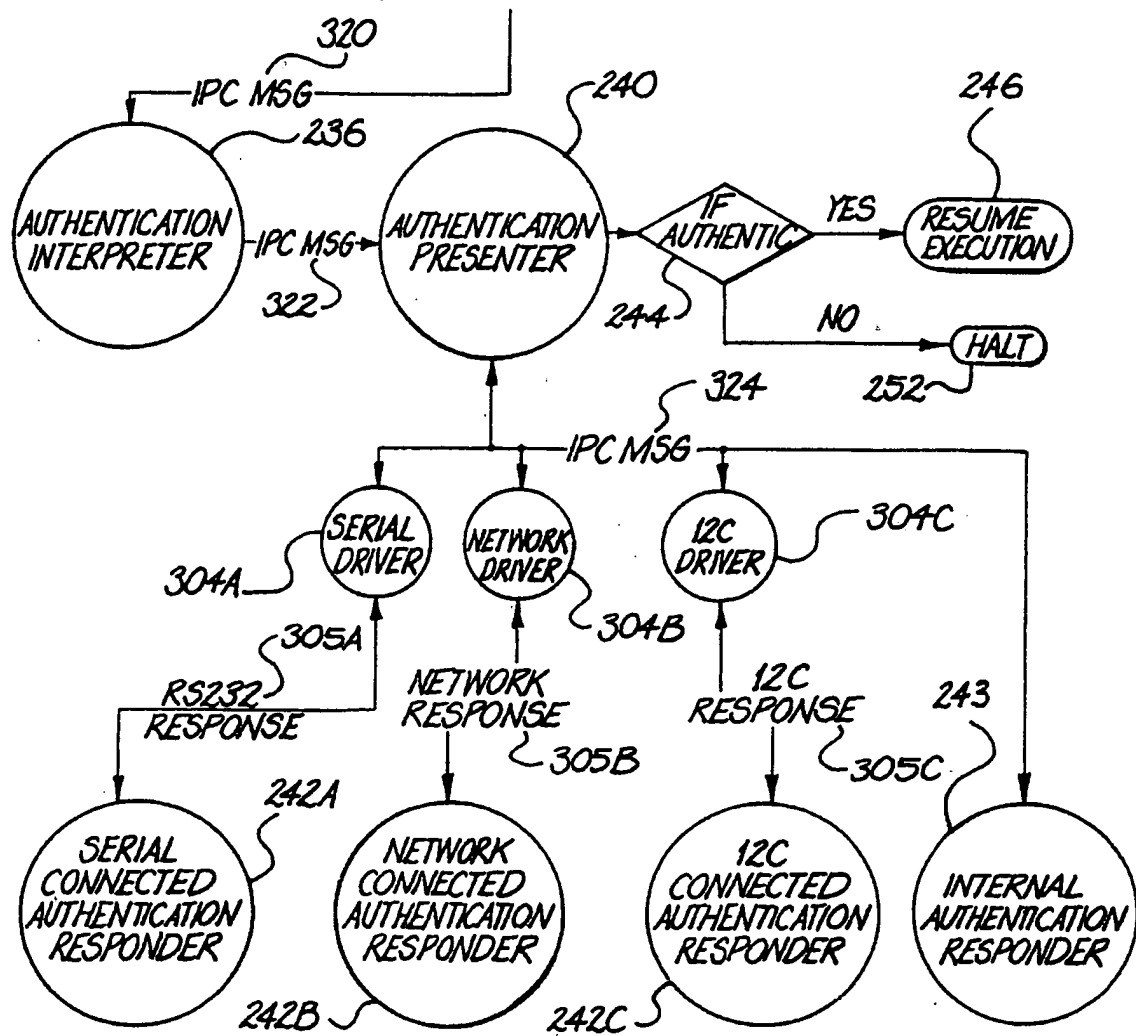 320
IPC MSG
240
246
236
AUTHENTICATION
INTERPRETER
IPC MSG
322
AUTHENTICATION
PRESENTER
IF
AUTHENTIC
244
YES
RESUME
EXECUTION
NO
HALT
252
324
IPC MSG
SERIAL
DRIVER
304A
NETWORK
DRIVER
304B
12C
DRIVER
304C
305A
RS232
RESPONSE
NETWORK
RESPONSE
305B
12C
RESPONSE
305C
243
242A
SERIAL
CONNECTED
AUTHENTICATION
RESPONDER
NETWORK
CONNECTED
AUTHENTICATION
RESPONDER
242B
12C
CONNECTED
AUTHENTICATION
RESPONDER
242C
INTERNAL
AUTHENTICATION
RESPONDER